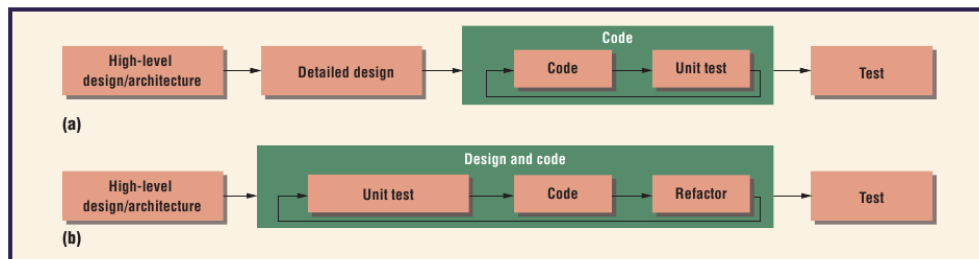 Code
High-level
design/architecture
Detailed design
Code
Unit test
Test
(a)
Design and code
High-level
design/architecture
Unit test
Code
Refactor
Test
(b)